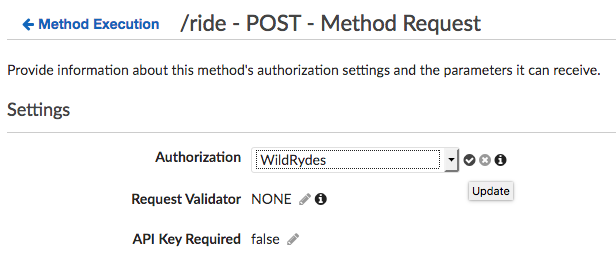 ← Method Execution /ride - POST - Method Request
Provide information about this method's authorization settings and the parameters it can receive.
Settings
Authorization WildRydes
Request Validator NONE
Update
API Key Required false